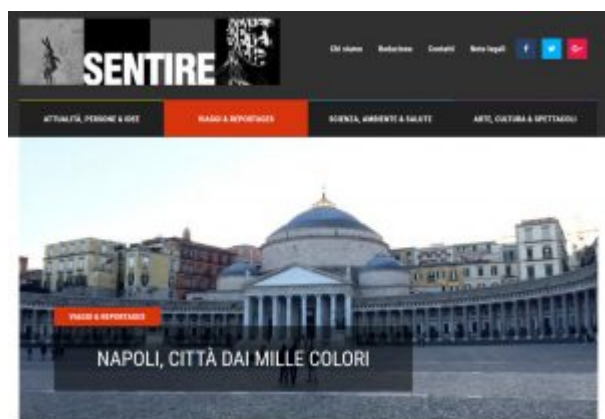 SENTIRE
Chi siamo Redazione Contatti Note legali f G+
ATTUALITÀ, PERSONE & IDEE VIAGGI & REPORTAGES SCIENZA, AMBIENTE & SALUTE ARTE, CULTURA & SPETTACOLI
VIAGGI & REPORTAGES
NAPOLI, CITTÀ DAI MILLE COLORI